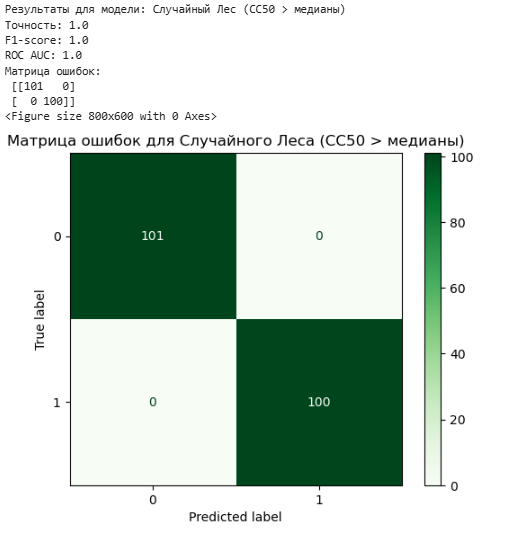 Результаты для модели: Случайный Лес (CC50 > медианы)
Точность: 1.0
F1-score: 1.0
ROC AUC: 1.0
Матрица ошибок:
[[101   0]
[  0 100]]
<Figure size 800x600 with 0 Axes>
Матрица ошибок для Случайного Леса (CC50 > медианы)
100
80
60
40
20
0
True label
0
1
101
0
0
100
0
1
Predicted label